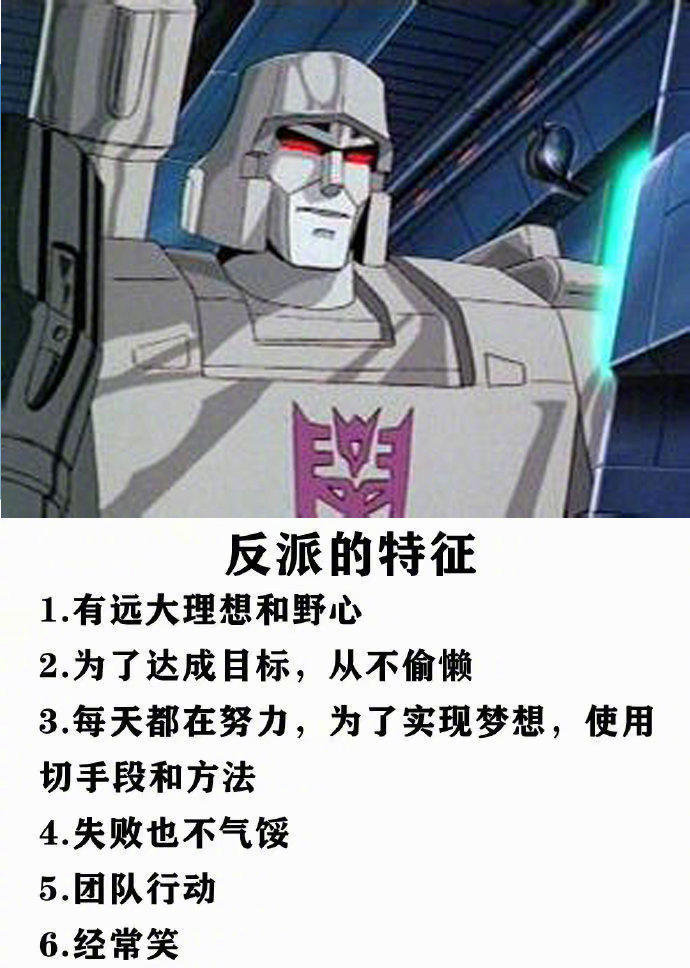 反派的特征
1.有远大理想和野心
2.为了达成目标，从不偷懒
3.每天都在努力，为了实现梦想，使用
切手段和方法
4.失败也不气馁
5.团队行动
6.经常笑